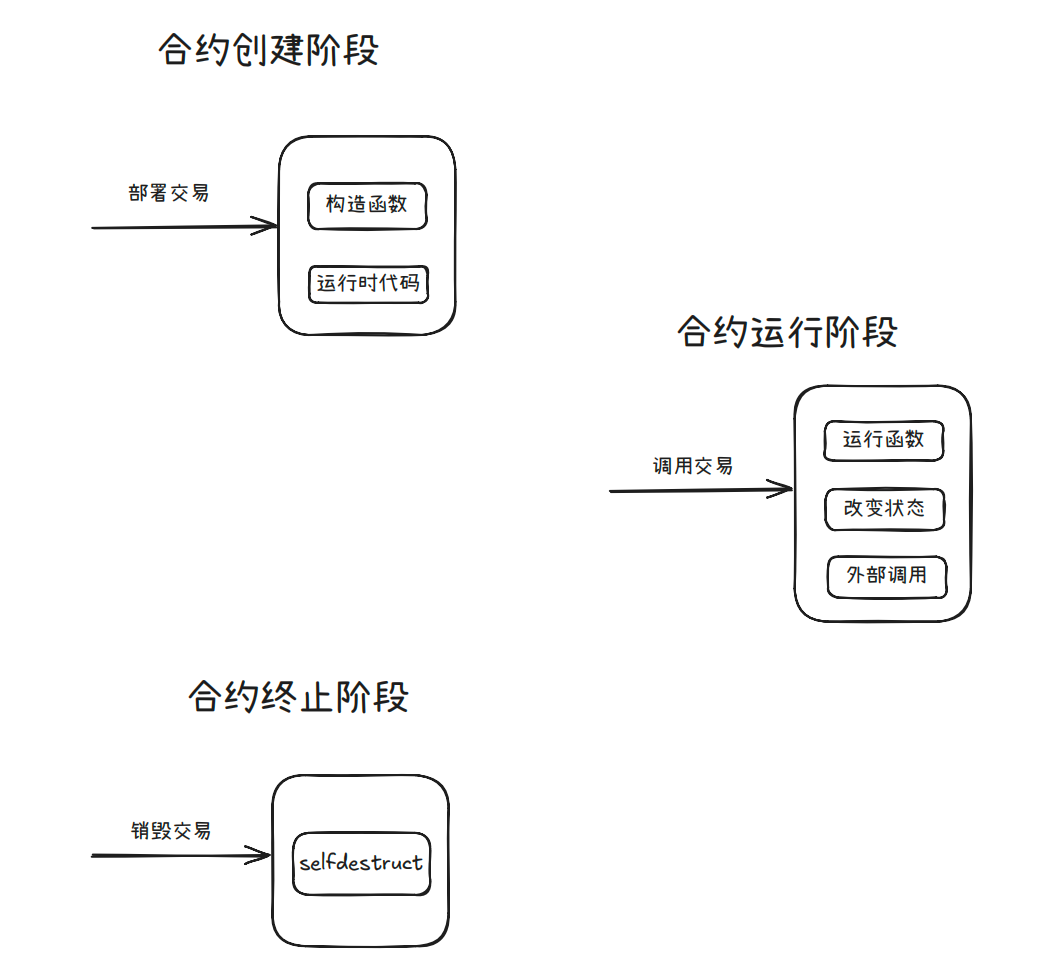 合约创建阶段
部署交易
构造函数
运行时代码
合约运行阶段
调用交易
运行函数
改变状态
外部调用
合约终止阶段
销毁交易
selfdestruct